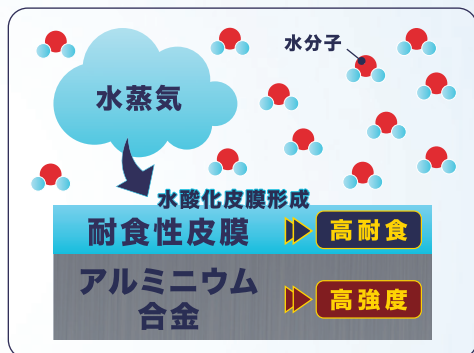 水分子
水蒸気
水酸化皮膜形成
耐食性皮膜
高耐食
アルミニウム
合金
高強度